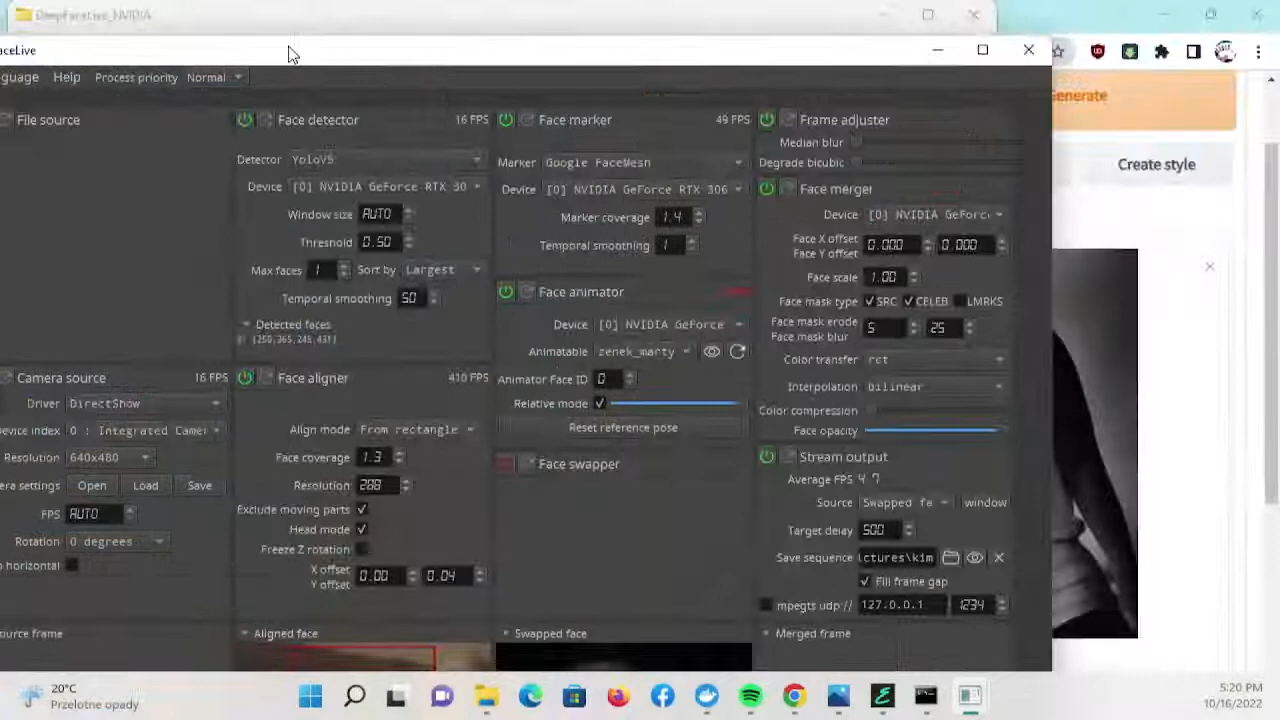 DeepFaceLive_NVIDIA
aceLive
guage Help Process priority Normal
File source
Face detector 16 FPS
Detector YoloV5
Device [0] NVIDIA GeForce RTX 30
Window size AUTO
Threshold 0.50
Max faces 1 Sort by Largest
Temporal smoothing 50
Detected faces
[250,365,245,431]
Face marker 49 FPS
Marker Google FaceMesh
Device [0] NVIDIA GeForce RTX 306
Marker coverage 1.4
Temporal smoothing 1
Face animator
Device [0] NVIDIA GeForce
Animatable zenek_marty
Animator Face ID 0
Relative mode
Reset reference pose
Face swapper
Frame adjuster
Median blur
Degrade bicubic
Face merger
Device [0] NVIDIA GeForc
Face X offset
Face Y offset
0.000 0.000
Face scale 1.00
Face mask type SRC CELEB LMRKS
Face mask erode
Face mask blur
5 25
Color transfer rct
Interpolation bilinear
Color compression
Face opacity
Camera source 16 FPS
Driver DirectShow
evice index 0 : Integrated Camer
Resolution 640x480
era settings Open Load Save
FPS AUTO
Rotation 0 degrees
o horizontal
Face aligner 410 FPS
Align mode From rectangle
Face coverage 1.3
Resolution 288
Exclude moving parts
Head mode
Freeze Z rotation
X offset
Y offset
0.00 0.04
Stream output
Average FPS 4 7
Source Swapped fa window
Target delay 500
Save sequence ictures\kim
Fill frame gap
mpegts udp:// 127.0.0.1 1234
ource frame
Aligned face
Swapped face
Merged frame
Generate
Create style
20°C
Przelotne opady
5:20 PM
10/16/2022